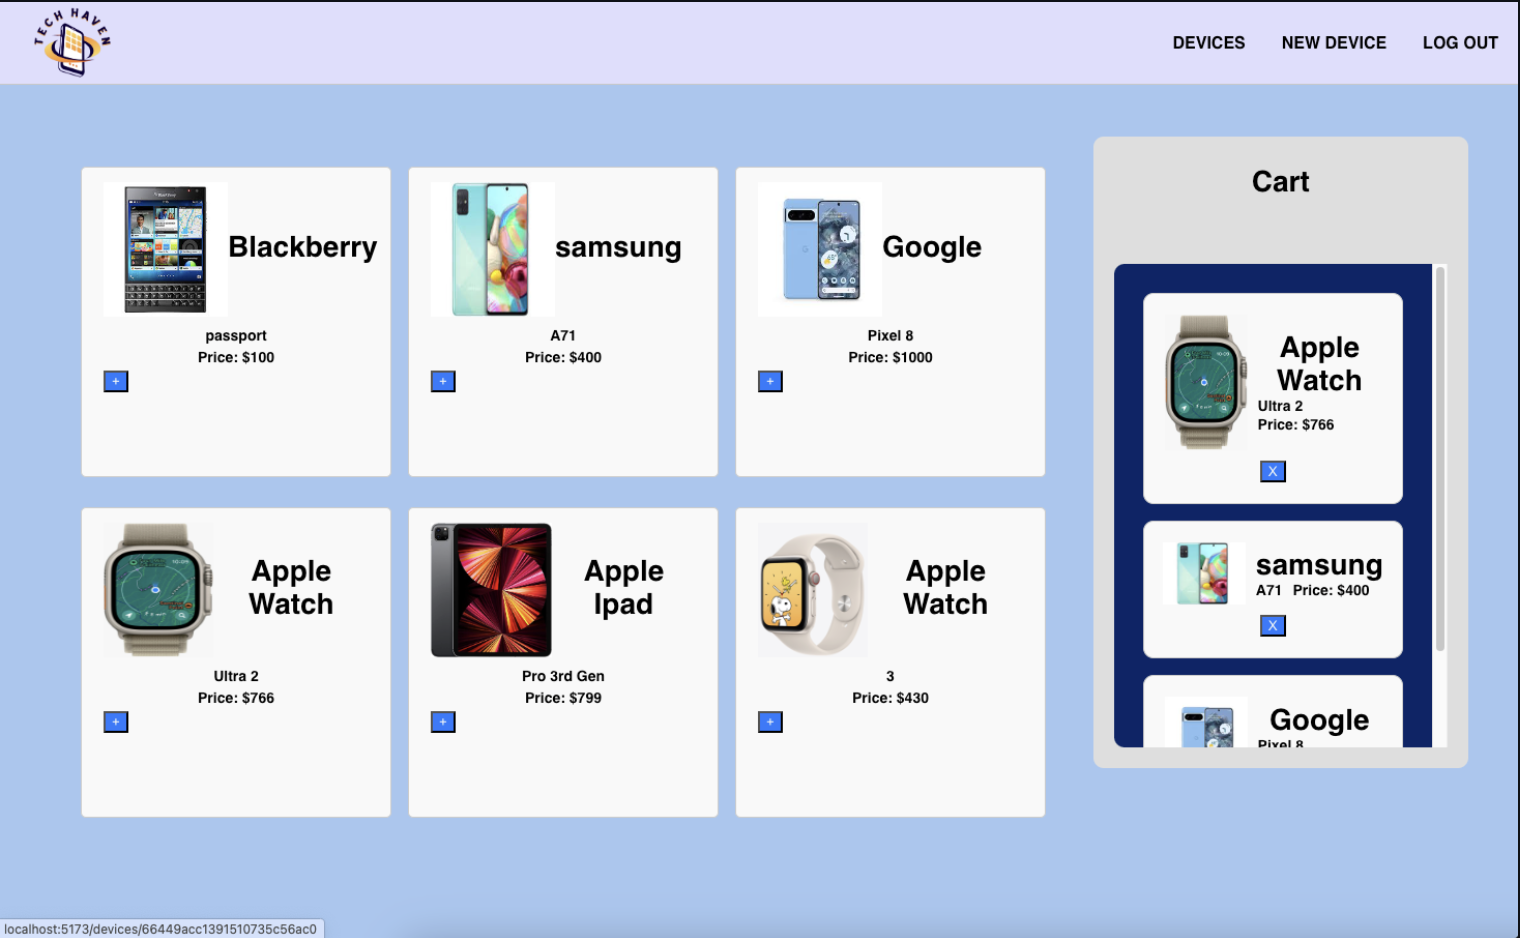 TECH HAVEN
DEVICES
NEW DEVICE
LOG OUT
Blackberry
passport
Price: $100
+
samsung
A71
Price: $400
+
Google
Pixel 8
Price: $1000
+
Apple
Watch
Ultra 2
Price: $766
+
Apple
Ipad
Pro 3rd Gen
Price: $799
+
Apple
Watch
3
Price: $430
+
Cart
Apple
Watch
Ultra 2
Price: $766
X
samsung
A71 Price: $400
X
Google
Pixel 8
localhost:5173/devices/66449acc1391510735c56ac0